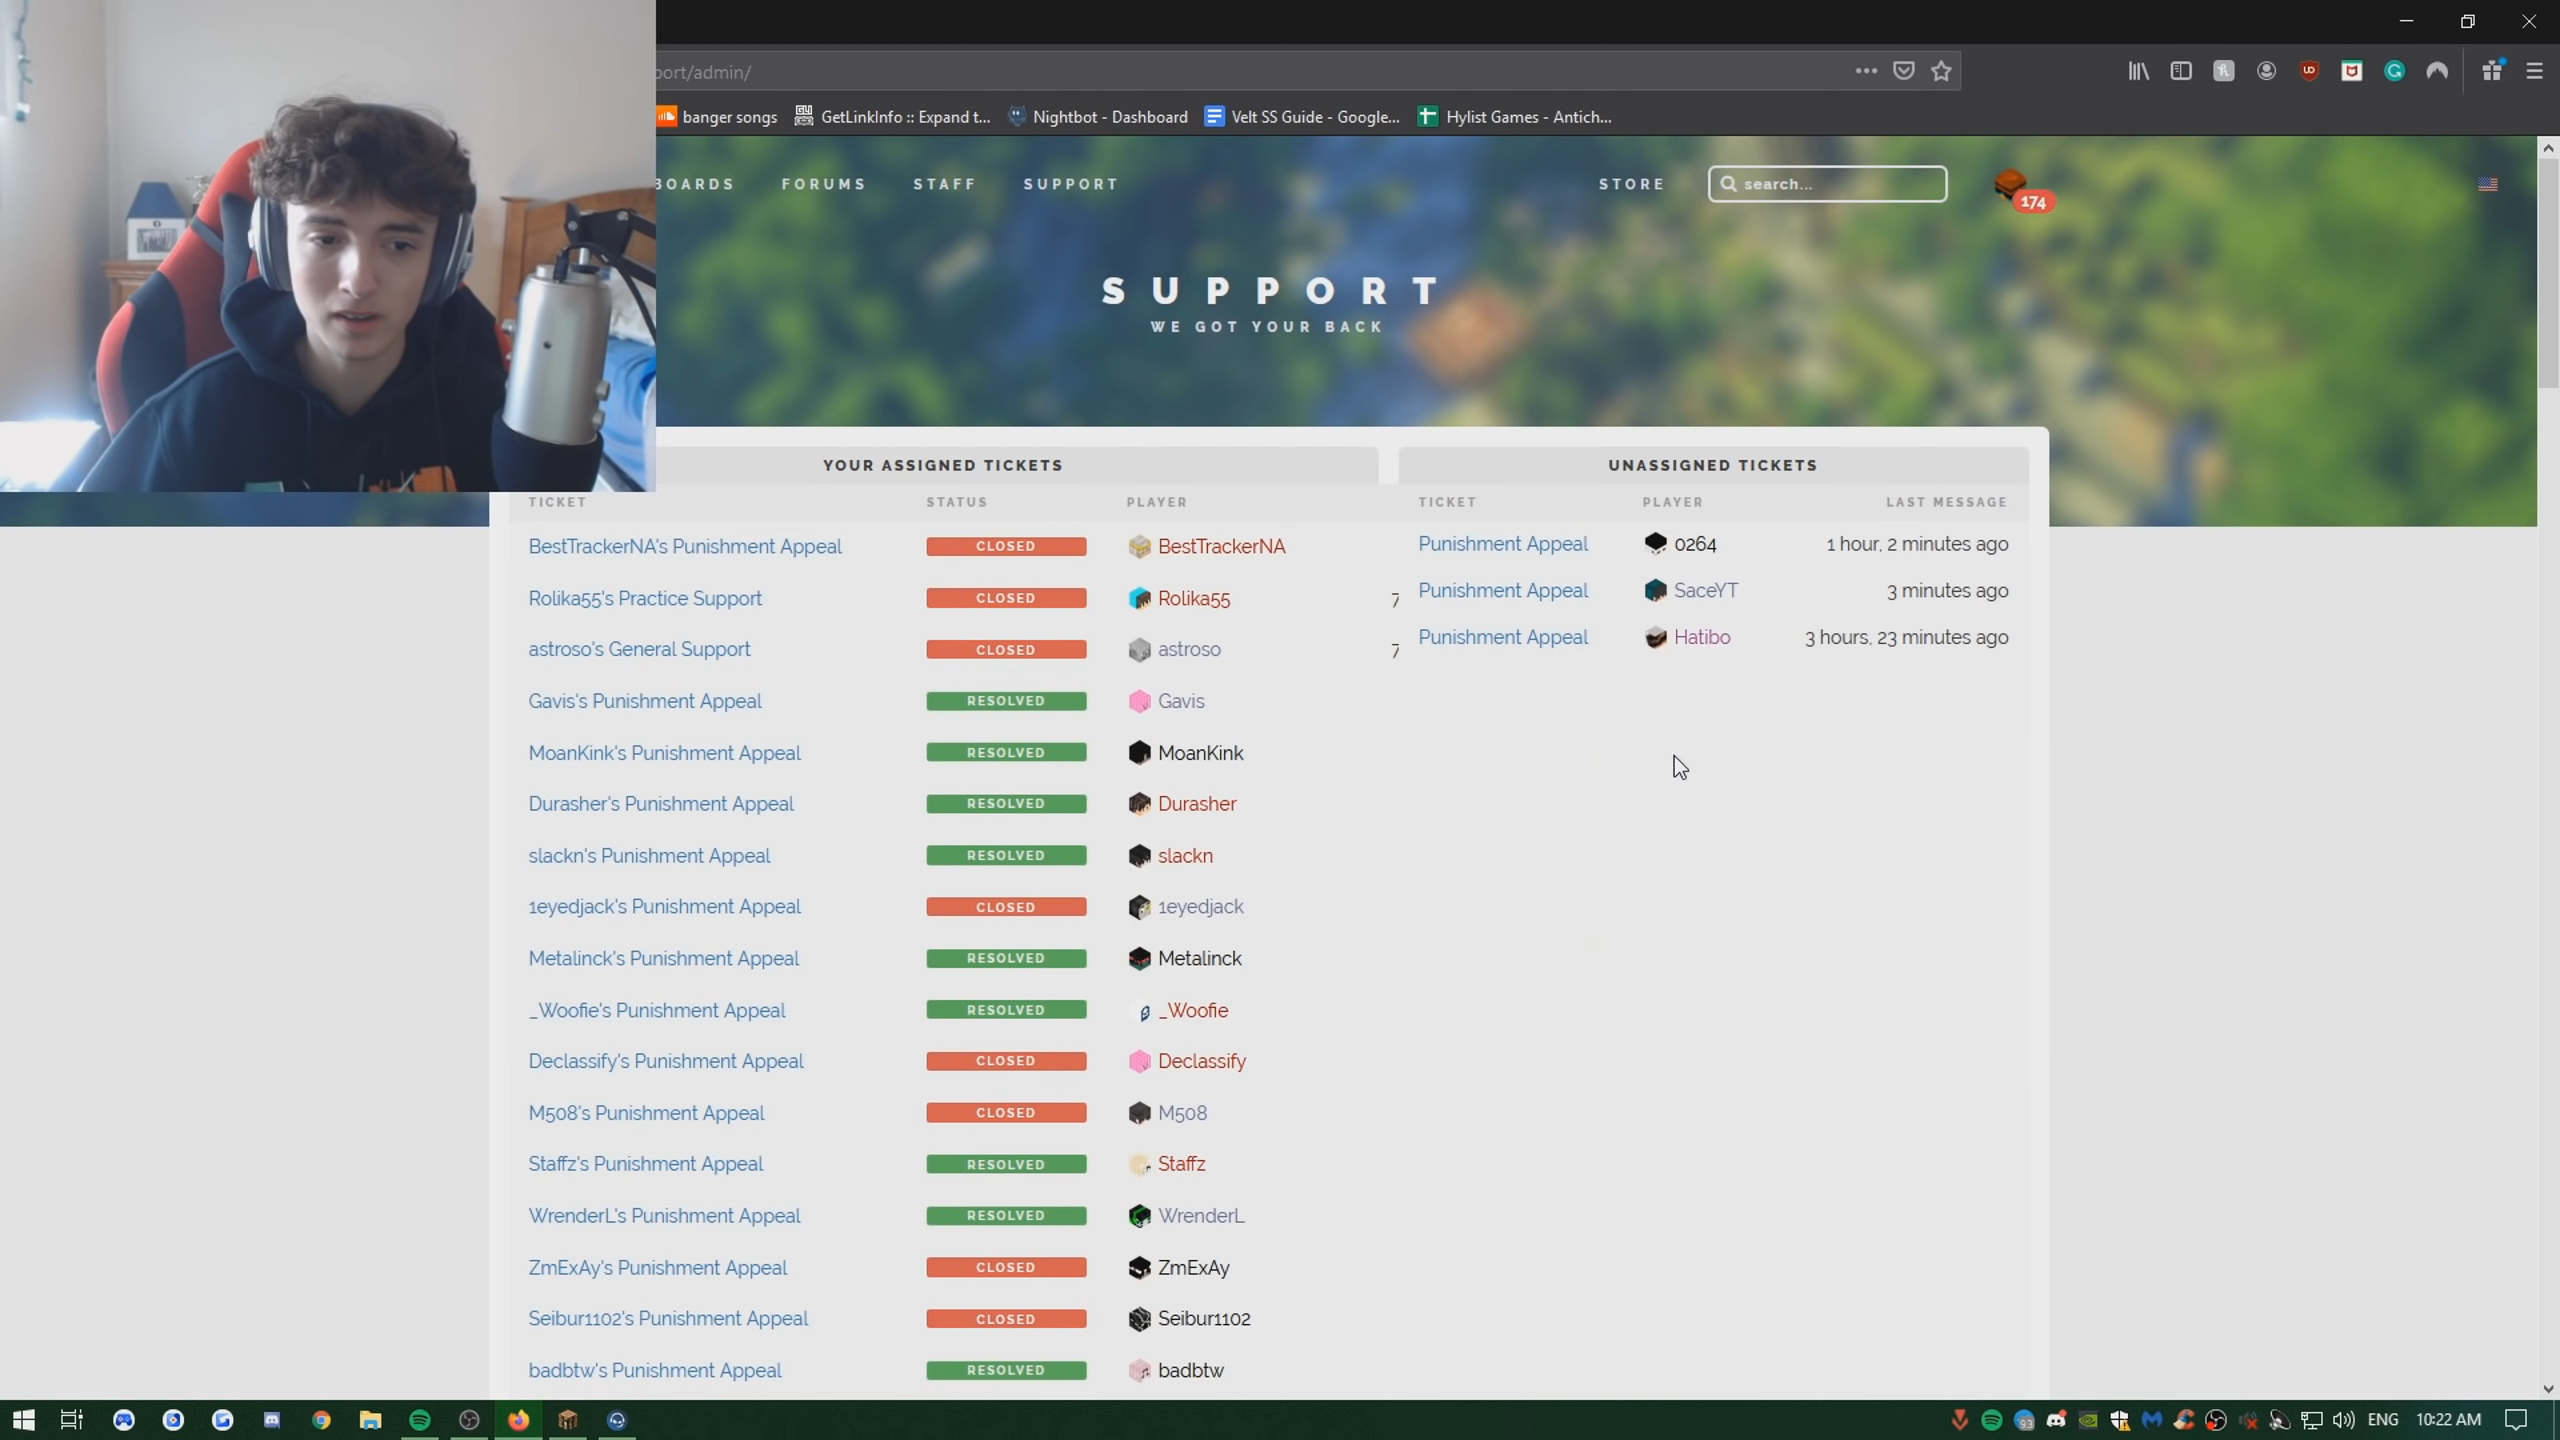 port/admin/
banger songs GetLinkInfo :: Expand t... Nightbot - Dashboard Velt SS Guide - Google... Hylist Games - Antich...
BOARDS FORUMS STAFF SUPPORT STORE search... 174
SUPPORT
WE GOT YOUR BACK
YOUR ASSIGNED TICKETS UNASSIGNED TICKETS
TICKET STATUS PLAYER TICKET PLAYER LAST MESSAGE
BestTrackerNA's Punishment Appeal CLOSED BestTrackerNA Punishment Appeal 0264 1 hour, 2 minutes ago
Rolika55's Practice Support CLOSED Rolika55 7 Punishment Appeal SaceYT 3 minutes ago
astroso's General Support CLOSED astroso 7 Punishment Appeal Hatibo 3 hours, 23 minutes ago
Gavis's Punishment Appeal RESOLVED Gavis
MoanKink's Punishment Appeal RESOLVED MoanKink
Durasher's Punishment Appeal RESOLVED Durasher
slackn's Punishment Appeal RESOLVED slackn
1eyedjack's Punishment Appeal CLOSED 1eyedjack
Metalinck's Punishment Appeal RESOLVED Metalinck
_Woofie's Punishment Appeal RESOLVED _Woofie
Declassify's Punishment Appeal CLOSED Declassify
M508's Punishment Appeal CLOSED M508
Staffz's Punishment Appeal RESOLVED Staffz
WrenderL's Punishment Appeal RESOLVED WrenderL
ZmExAy's Punishment Appeal CLOSED ZmExAy
Seibur1102's Punishment Appeal CLOSED Seibur1102
badbtw's Punishment Appeal RESOLVED badbtw
ENG 10:22 AM